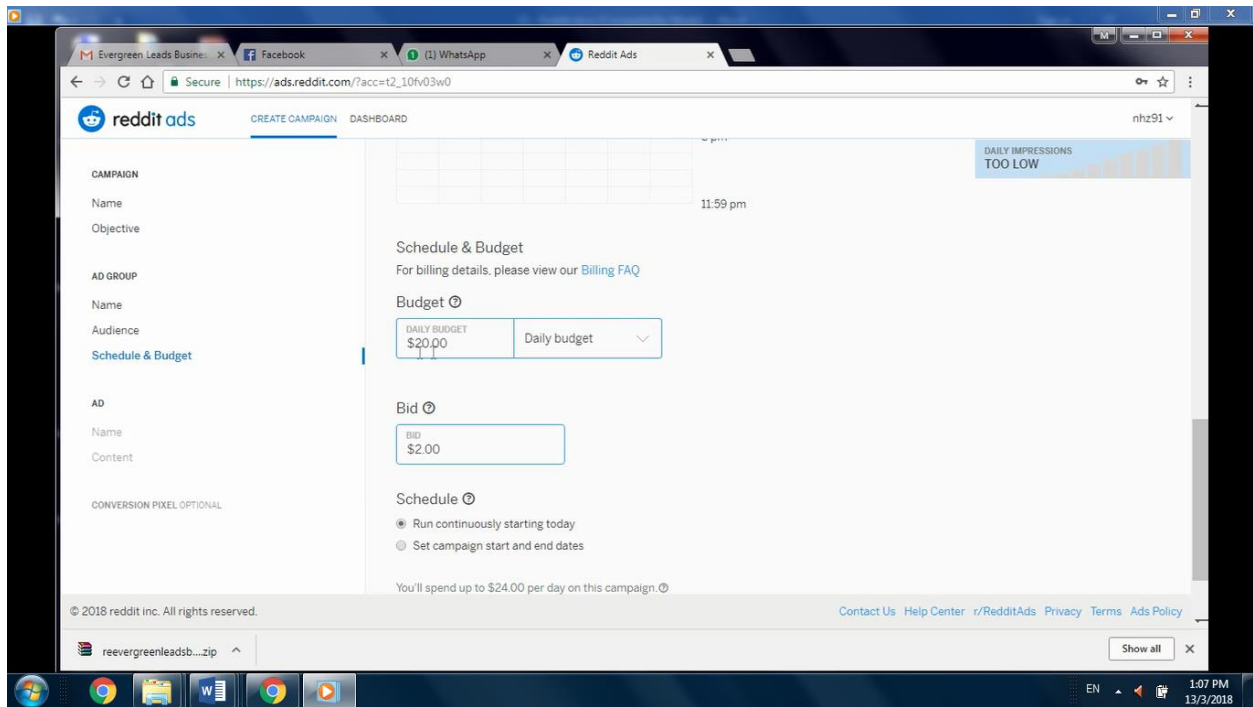 M
Evergreen Leads Busine
Facebook
(1) WhatsApp
Reddit Ads
Secure
https://ads.reddit.com/?acc=t2_10fv03w0
reddit ads
CREATE CAMPAIGN
DASHBOARD
nhz91
DAILY IMPRESSIONS
TOO LOW
CAMPAIGN
Name
Objective
AD GROUP
Name
Audience
Schedule & Budget
AD
Name
Content
CONVERSION PIXEL OPTIONAL
11:59 pm
Schedule & Budget
For billing details, please view our Billing FAQ
Budget
DAILY BUDGET
$20.00
Daily budget
Bid
BID
$2.00
Schedule
Run continuously starting today
Set campaign start and end dates
You'll spend up to $24.00 per day on this campaign.
© 2018 reddit inc. All rights reserved.
Contact Us Help Center r/RedditAds Privacy Terms Ads Policy
reevergreenleadsb....zip
Show all
EN
1:07 PM
13/3/2018